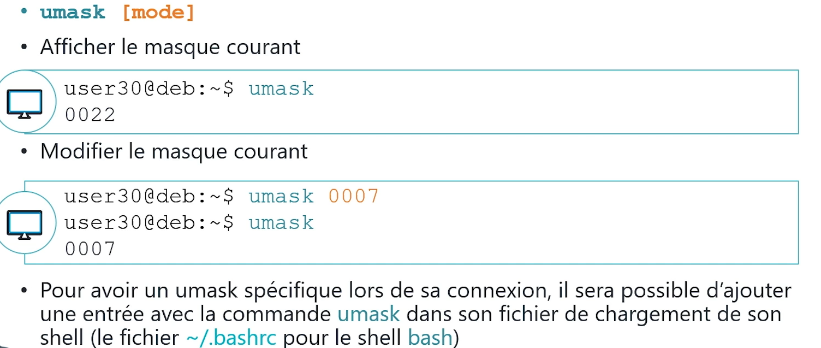 • umask [mode]
• Afficher le masque courant
user30@deb:~$ umask
0022
• Modifier le masque courant
user30@deb:~$ umask 0007
user30@deb:~$ umask
0007
• Pour avoir un umask spécifique lors de sa connexion, il sera possible d’ajouter
une entrée avec la commande umask dans son fichier de chargement de son
shell (le fichier ~/.bashrc pour le shell bash)